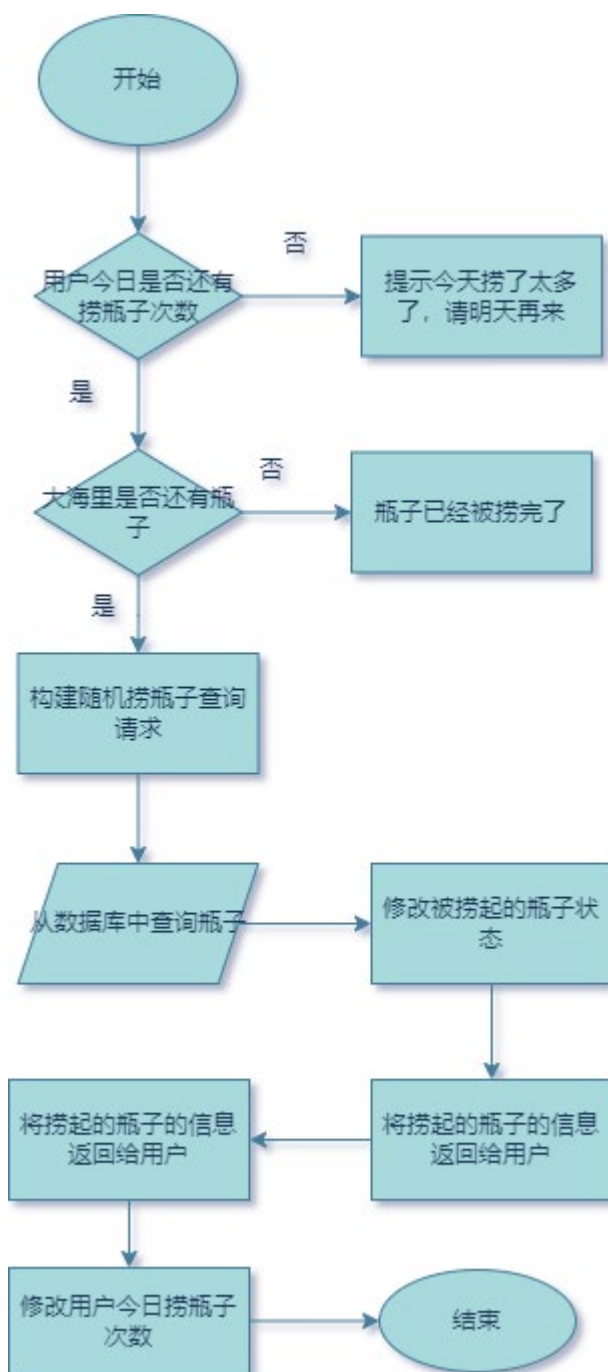 开始
用户今日是否还有
捞瓶子次数
否
提示今天捞了太多
了，请明天再来
是
大海里是否还有瓶
子
否
瓶子已经被捞完了
是
构建随机捞瓶子查询
请求
从数据库中查询瓶子
修改被捞起的瓶子状
态
将捞起的瓶子的信息
返回给用户
将捞起的瓶子的信息
返回给用户
修改用户今日捞瓶子
次数
结束